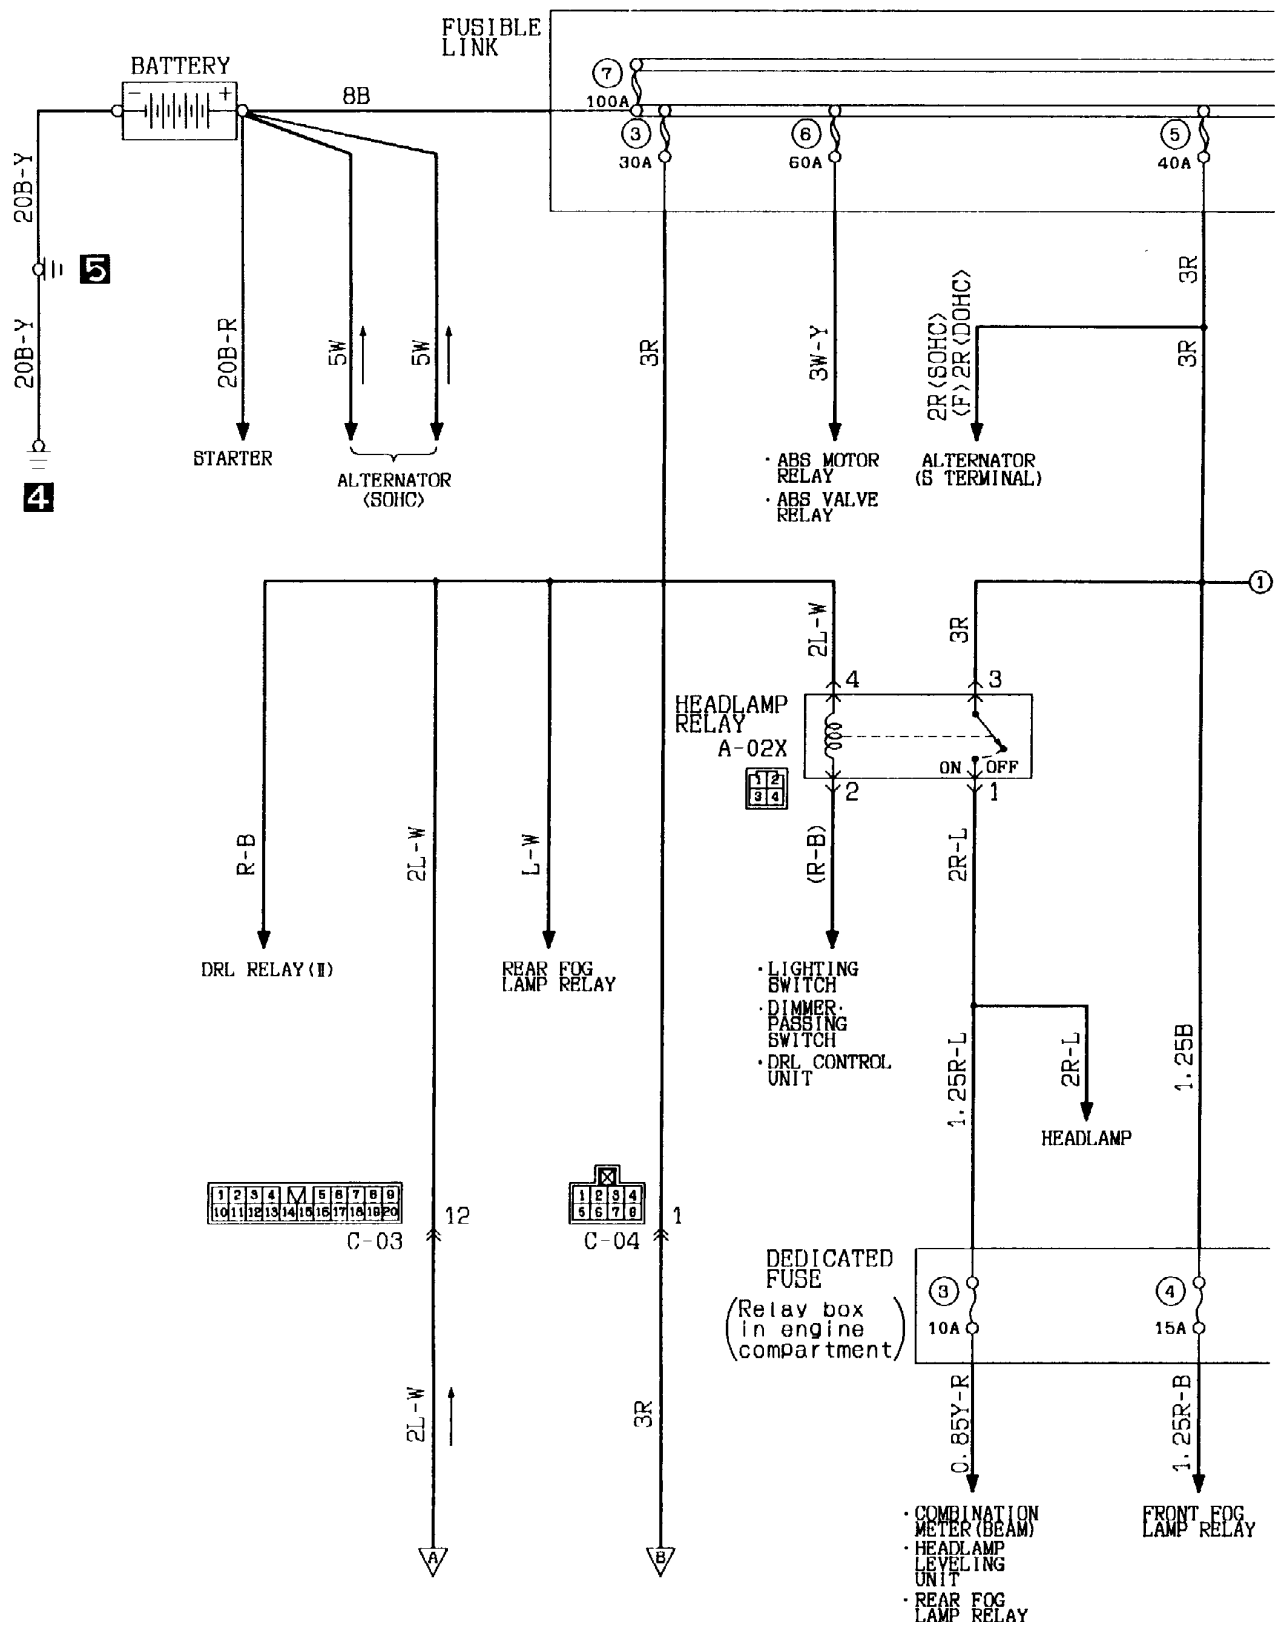 FUSIBLE
LINK
BATTERY
- +
8B
7
100A
3
30A
6
60A
5
40A
20B-Y
5
20B-Y
4
20B-R
STARTER
5W
5W
ALTERNATOR
(SOHC)
3R
3W-Y
· ABS MOTOR
RELAY
· ABS VALVE
RELAY
2R<SOHC>
<F>2R<DOHC>
ALTERNATOR
(S TERMINAL)
3R
3R
1
2L-W
3R
4
3
HEADLAMP
RELAY
A-02X
1 2
3 4
ON OFF
2
1
R-B
2L-W
L-W
(R-B)
2R-L
DRL RELAY(II)
REAR FOG
LAMP RELAY
· LIGHTING
SWITCH
· DIMMER·
PASSING
SWITCH
· DRL CONTROL
UNIT
1.25R-L
2R-L
1.25B
HEADLAMP
1 2 3 4 5 6 7 8 9
10 11 12 13 14 15 16 17 18 19 20
12
C-03
1 2 3 4
5 6 7 8
1
C-04
DEDICATED
FUSE
(Relay box
in engine
compartment)
3
10A
4
15A
2L-W
3R
0.85Y-R
1.25R-B
A
B
· COMBINATION
METER(BEAM)
· HEADLAMP
LEVELING
UNIT
· REAR FOG
LAMP RELAY
FRONT FOG
LAMP RELAY